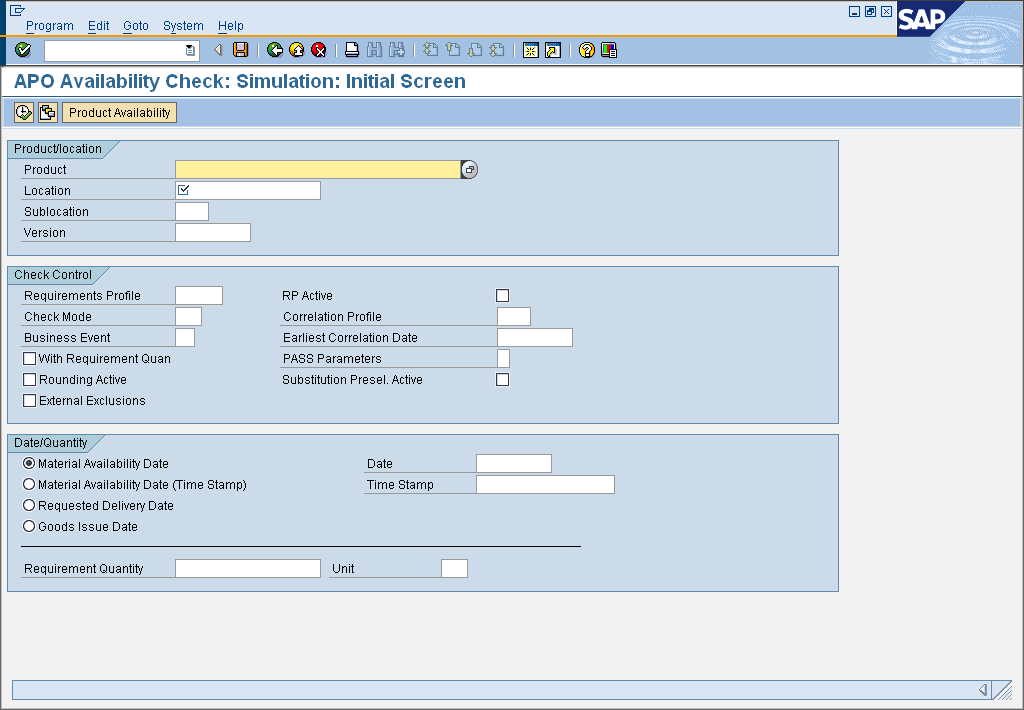 Program Edit Goto System Help
SAP
APO Availability Check: Simulation: Initial Screen
Product Availability
Product/location
Product
Location
Sublocation
Version
Check Control
Requirements Profile RP Active
Check Mode Correlation Profile
Business Event Earliest Correlation Date
With Requirement Quan PASS Parameters
Rounding Active Substitution Presel. Active
External Exclusions
Date/Quantity
Material Availability Date Date
Material Availability Date (Time Stamp) Time Stamp
Requested Delivery Date
Goods Issue Date
Requirement Quantity Unit